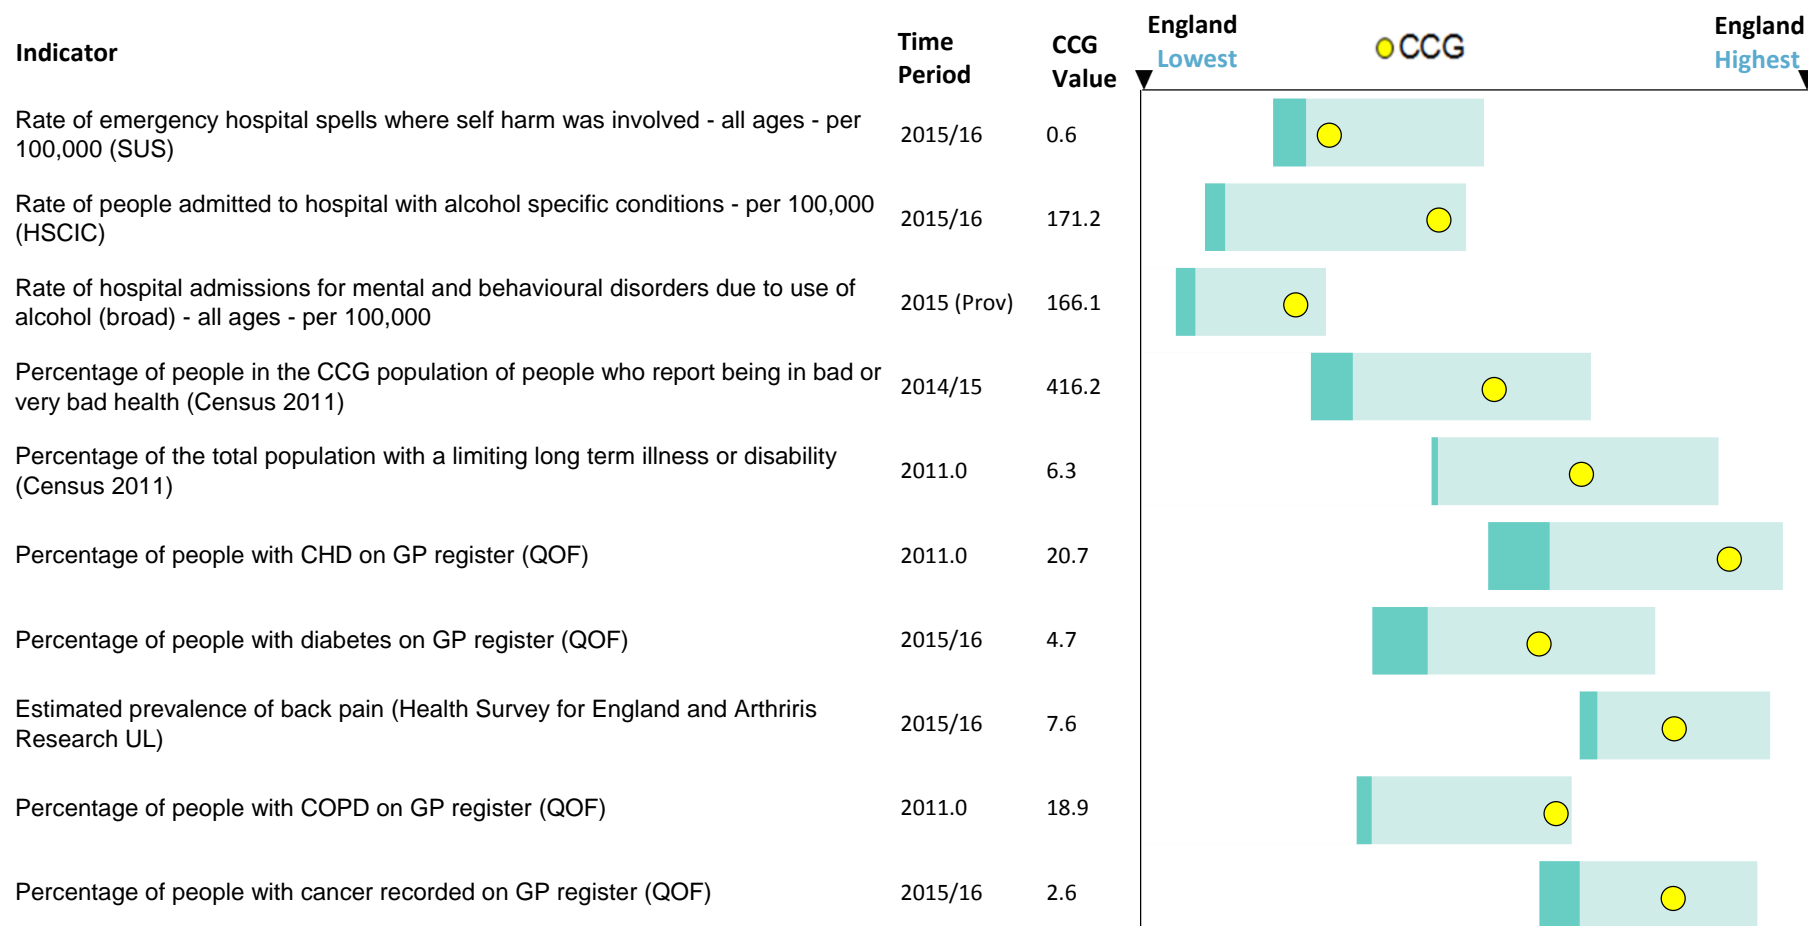 Indicator
Time Period
CCG Value
England Lowest
CCG
England Highest
Rate of emergency hospital spells where self harm was involved - all ages - per
100,000 (SUS)
2015/16
0.6
Rate of people admitted to hospital with alcohol specific conditions - per 100,000
(HSCIC)
2015/16
171.2
Rate of hospital admissions for mental and behavioural disorders due to use of
alcohol (broad) - all ages - per 100,000
2015 (Prov)
166.1
Percentage of people in the CCG population of people who report being in bad or
very bad health (Census 2011)
2014/15
416.2
Percentage of the total population with a limiting long term illness or disability
(Census 2011)
2011.0
6.3
Percentage of people with CHD on GP register (QOF)
2011.0
20.7
Percentage of people with diabetes on GP register (QOF)
2015/16
4.7
Estimated prevalence of back pain (Health Survey for England and Arthriris
Research UL)
2015/16
7.6
Percentage of people with COPD on GP register (QOF)
2011.0
18.9
Percentage of people with cancer recorded on GP register (QOF)
2015/16
2.6